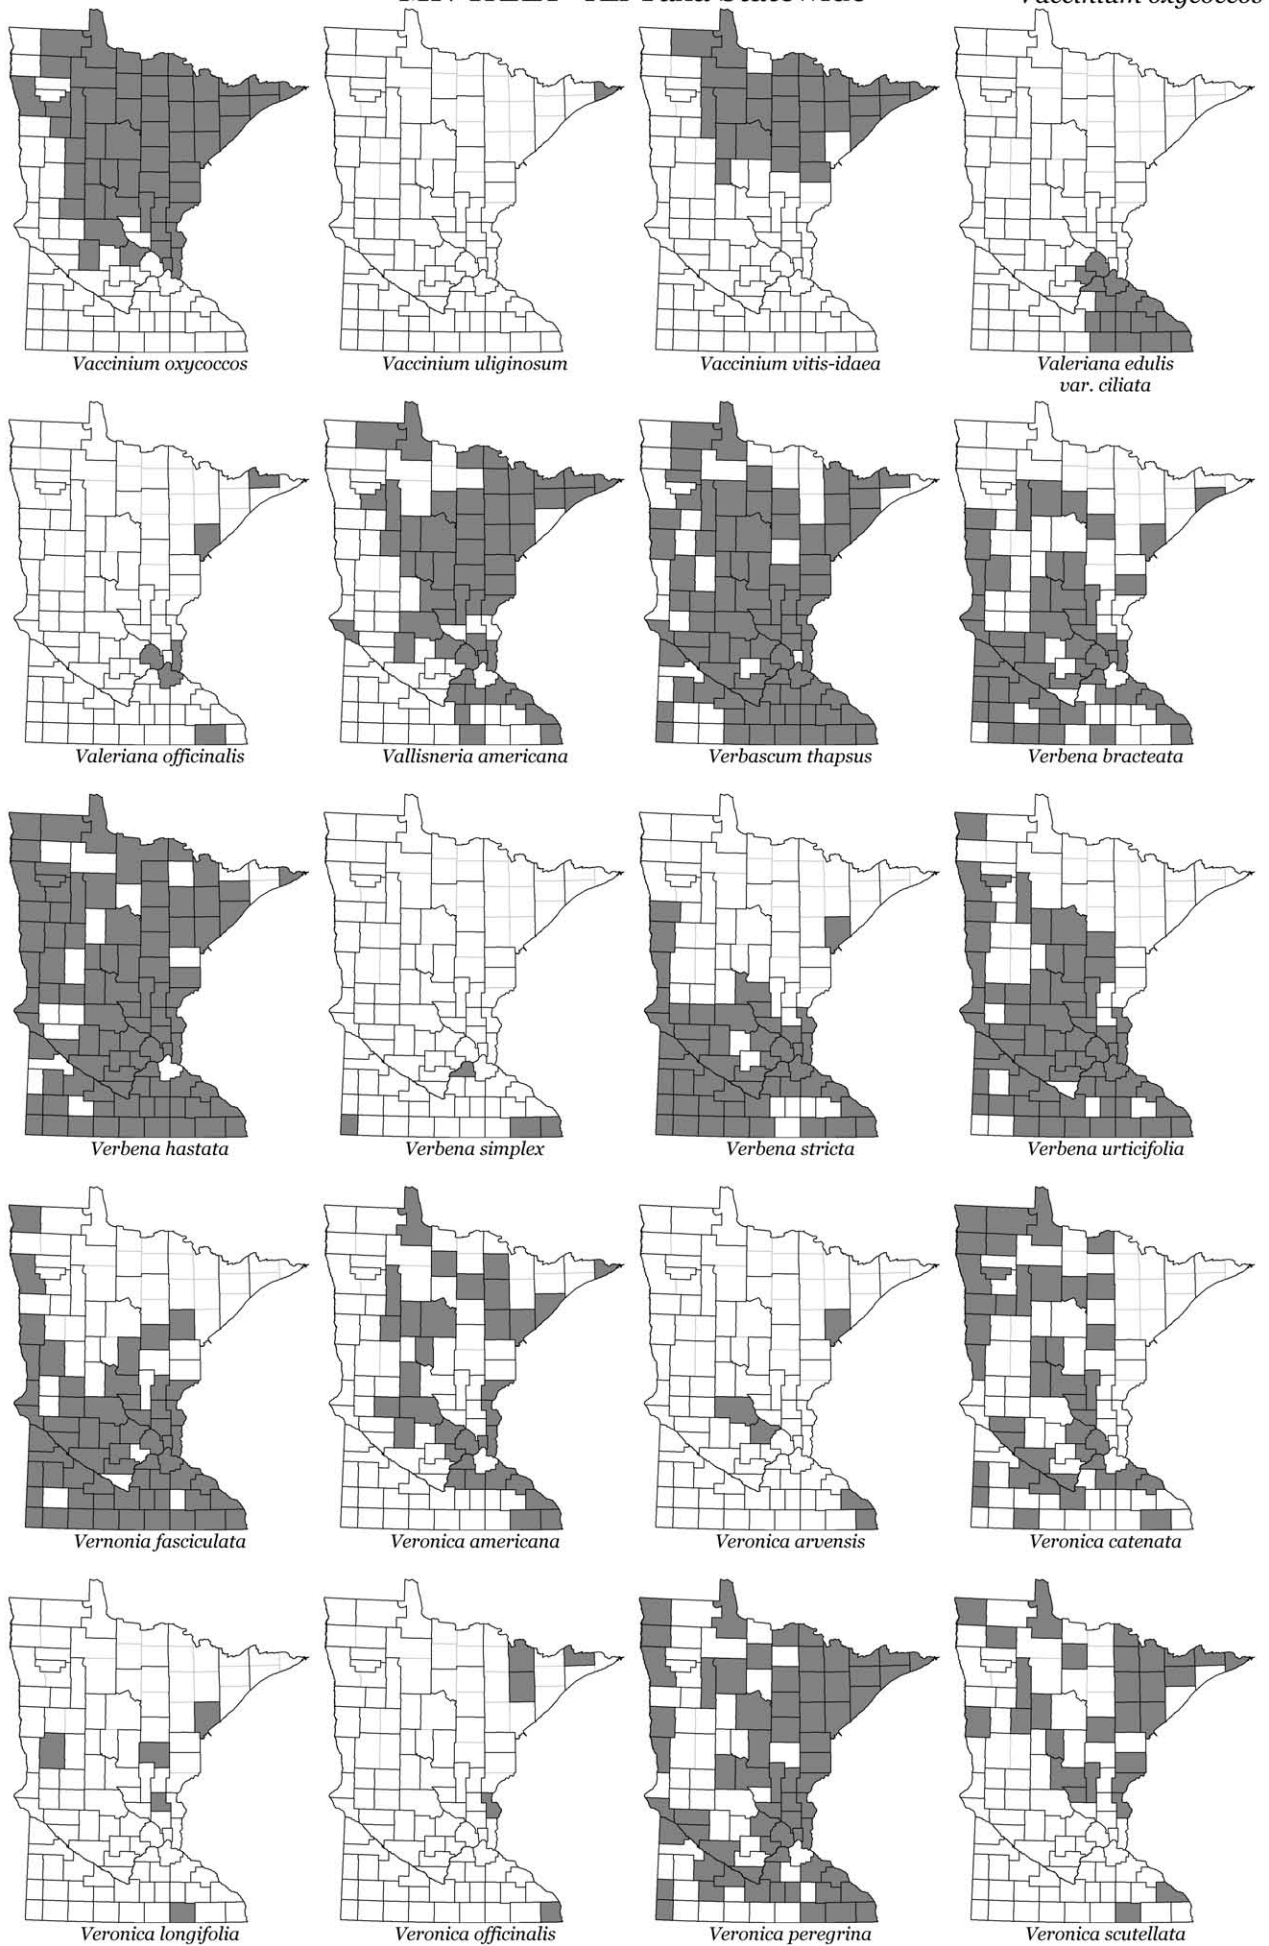 Vaccinium oxycoccos
Vaccinium oxycoccos
Vaccinium uliginosum
Vaccinium vitis-idaea
Valeriana edulis
var. ciliata
Valeriana officinalis
Vallisneria americana
Verbascum thapsus
Verbena bracteata
Verbena hastata
Verbena simplex
Verbena stricta
Verbena urticifolia
Vernonia fasciculata
Veronica americana
Veronica arvensis
Veronica catenata
Veronica longifolia
Veronica officinalis
Veronica peregrina
Veronica scutellata